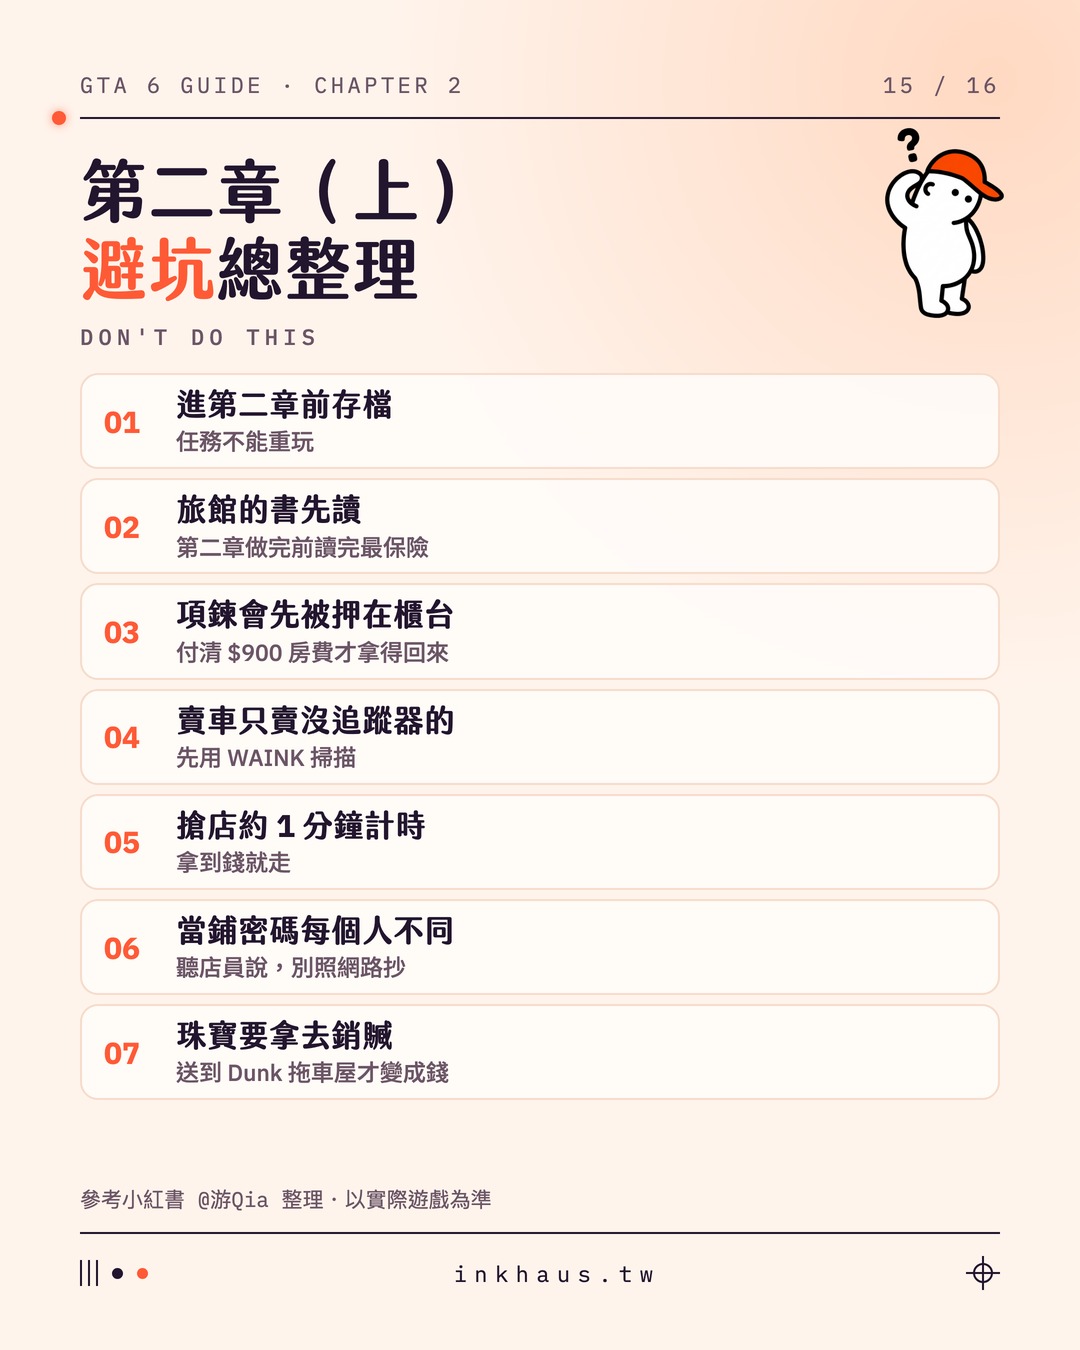 GTA 6 GUIDE · CHAPTER 2
15 / 16
?
第二章（上）
避坑總整理
DON'T DO THIS
01
進第二章前存檔
任務不能重玩
02
旅館的書先讀
第二章做完前讀完最保險
03
項鍊會先被押在櫃台
付清 $900 房費才拿得回來
04
賣車只賣沒追蹤器的
先用 WAINK 掃描
05
搶店約 1 分鐘計時
拿到錢就走
06
當鋪密碼每個人不同
聽店員說，別照網路抄
07
珠寶要拿去銷贓
送到 Dunk 拖車屋才變成錢
參考小紅書 @游Qia 整理 · 以實際遊戲為準
inkhaus.tw